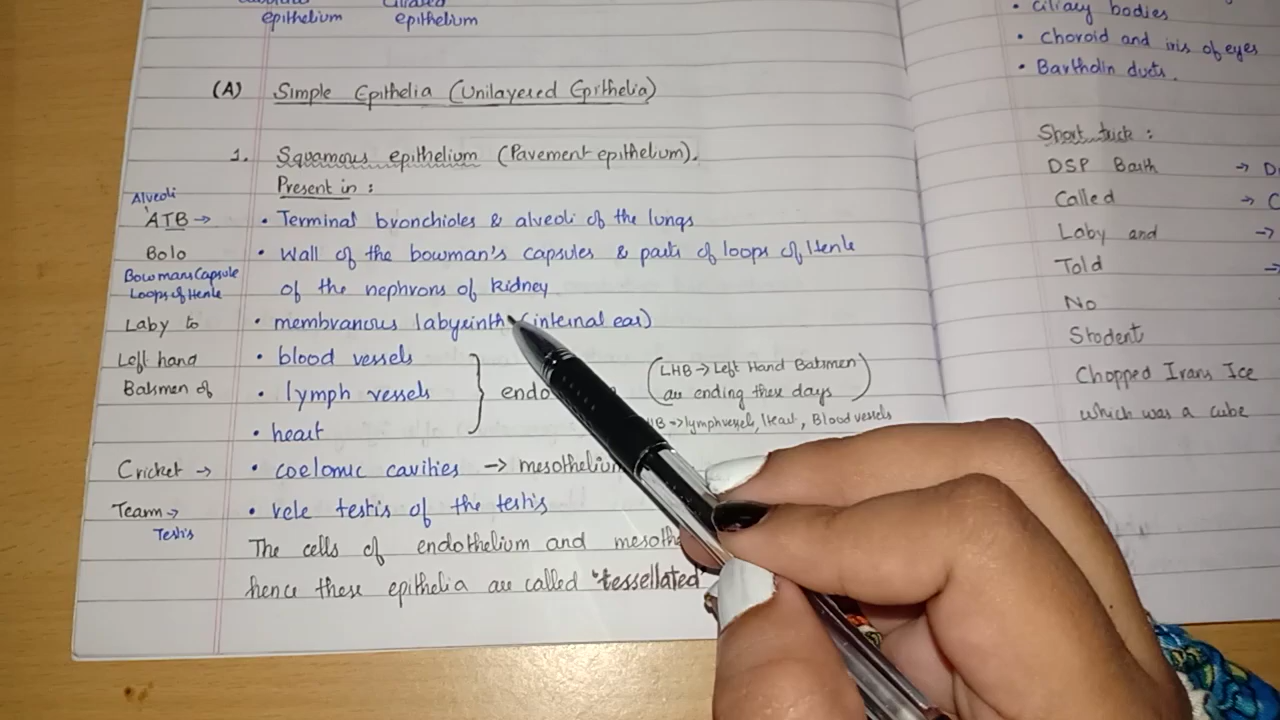 epithelium epithelium
(A) Simple Epithelia (Unilayered Epithelia)
1. Squamous epithelium (Pavement epithelium).
Present in :
Alveoli
ATB → • Terminal bronchioles & alveoli of the lungs
Bolo • Wall of the bowman's capsules & parts of loops of Henle
Bowmans Capsule
Loops of Henle of the nephrons of kidney
Laby to • membranous labyrinth (internal ear)
Left hand • blood vessels
Batsmen of • lymph vessels
• heart
endo
(LHB → Left Hand Batsmen
are ending these days)
B → lymph vessels, Heart, Blood vessels
Cricket → • coelomic cavities → mesothelium
Team → • rete testis of the testis
Testis
The cells of endothelium and mesoth
hence these epithelia are called "tessellated"
• ciliary bodies
• Choroid and iris of eyes
• Bartholin ducts.
Short trick :
DSP Barth →
Called →
Laby and →
Told
No
Student
Chopped Irans Ice
which was a cube